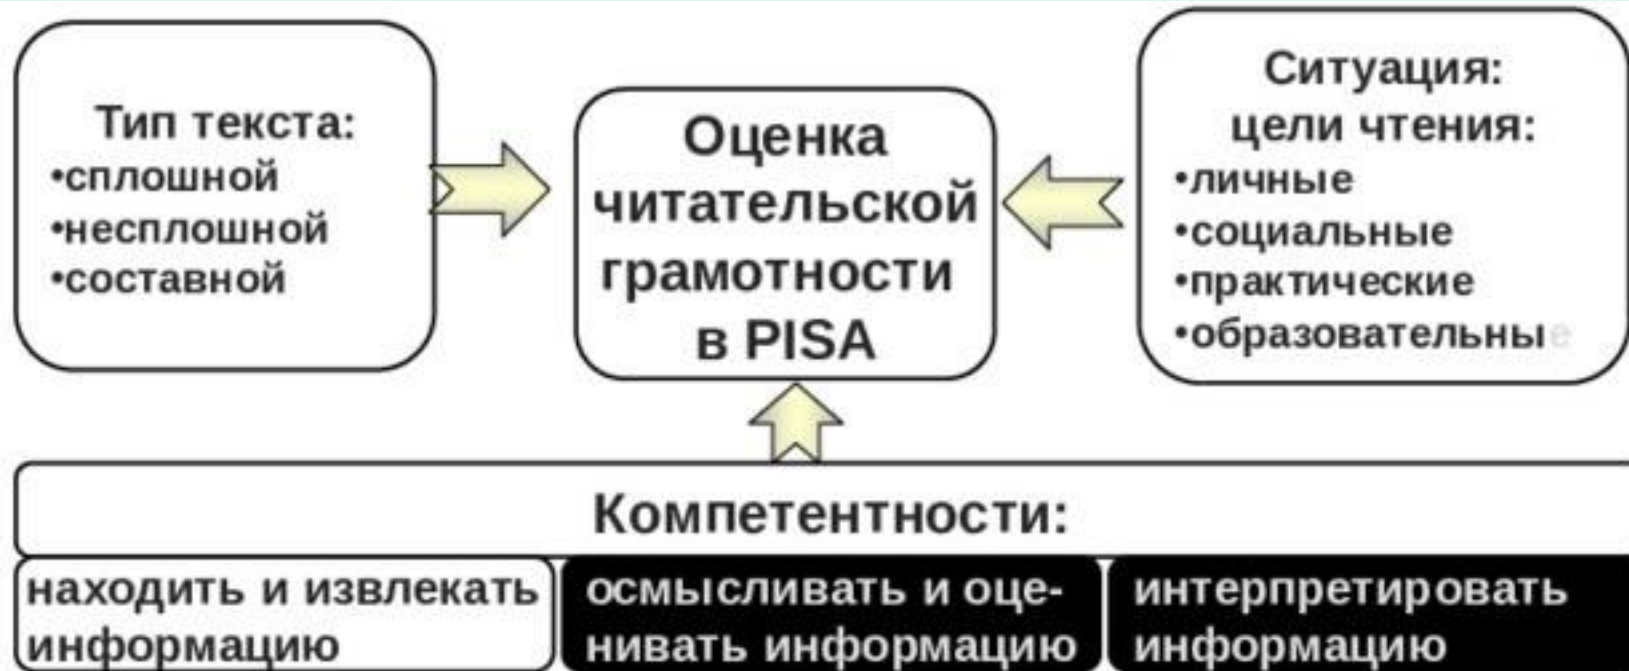 Тип текста:
•сплошной
•несплошной
•составной
Оценка
читательской
грамотности
в PISA
Ситуация:
цели чтения:
•личные
•социальные
•практические
•образовательные
Компетентности:
находить и извлекать
информацию
осмысливать и оце-
нивать информацию
интерпретировать
информацию